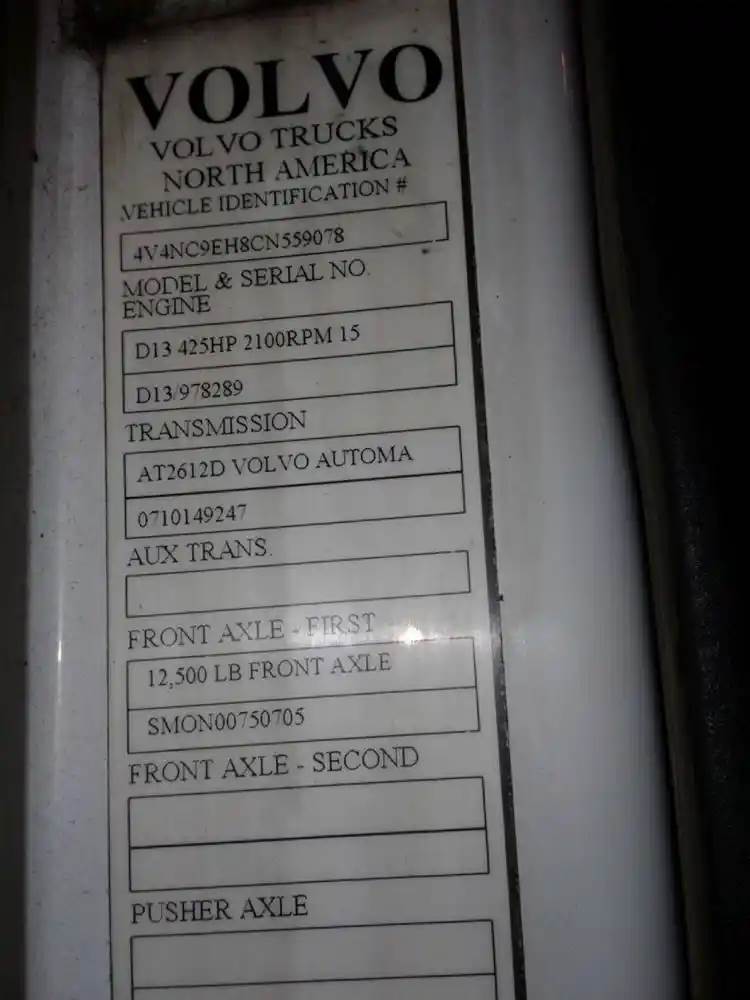 VOLVO
VOLVO TRUCKS
NORTH AMERICA
VEHICLE IDENTIFICATION #
4V4NC9EH8CN559078
MODEL & SERIAL NO.
ENGINE
D13 425HP 2100RPM 15
D13/978289
TRANSMISSION
AT2612D VOLVO AUTOMA
0710149247
AUX TRANS.
FRONT AXLE - FIRST
12,500 LB FRONT AXLE
SMON00750705
FRONT AXLE - SECOND
PUSHER AXLE